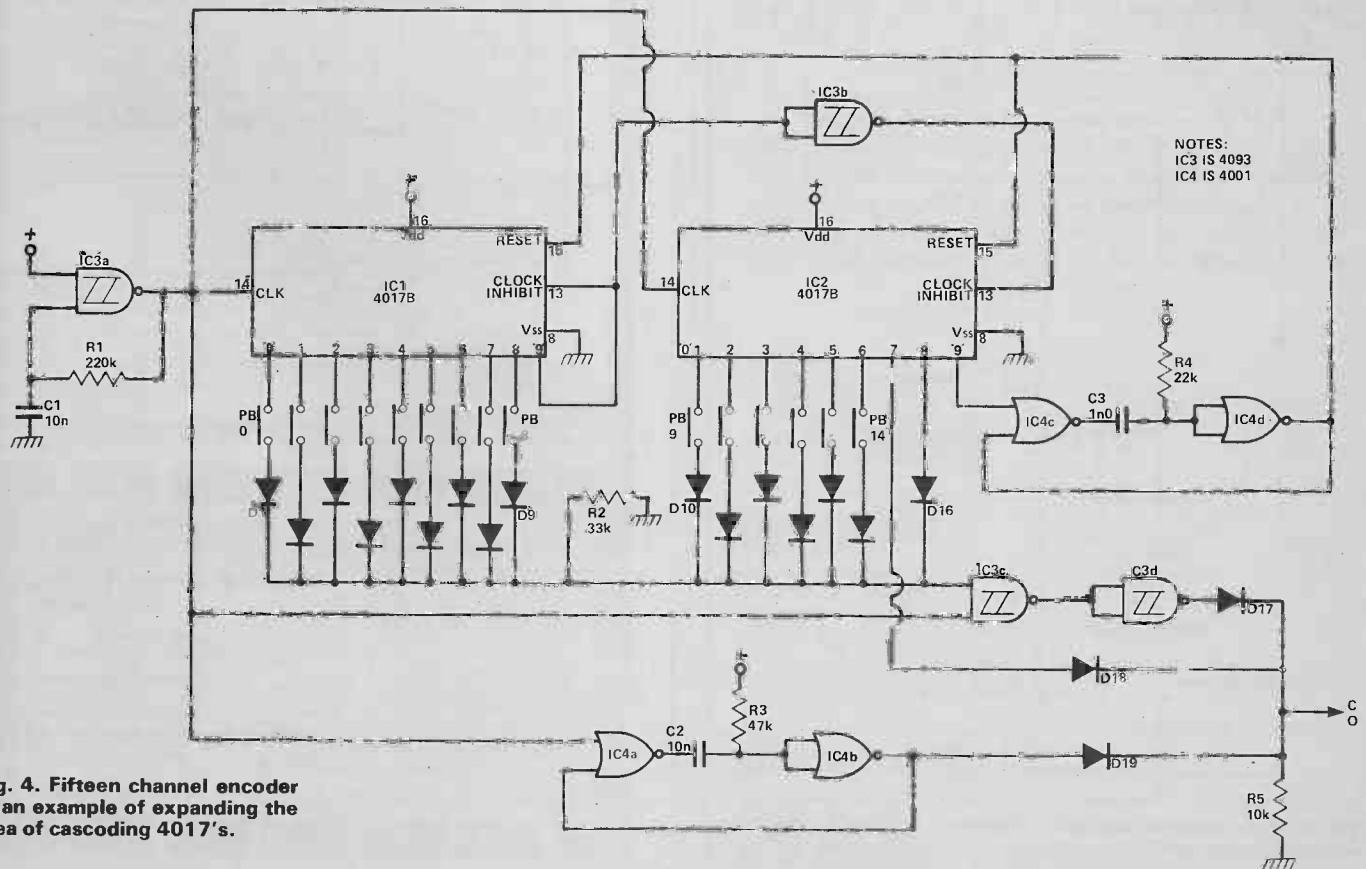 IC3b
NOTES:
IC3 IS 4093
IC4 IS 4001
+
+
+
IC3a
16
Vdd
RESET
15
14
CLK
IC1
4017B
CLOCK
INHIBIT
13
Vss
8
1 2 3 4 5 6 7 8 '9'
16
Vdd
RESET
15
14
CLK
IC2
4017B
CLOCK
INHIBIT
13
Vss
8
'0' 1 2 3 4 5 6 7 8 '9'
R1
220k
C1
10n
PB
0
PB
PB
9
PB
14
D9
R2
33k
D10
D16
+
R4
22k
C3
1n0
IC4c
IC4d
IC3c
C3d
D17
D18
+
R3
47k
C2
10n
IC4a
IC4b
D19
C
O
R5
10k
g. 4. Fifteen channel encoder
an example of expanding the
ea of cascoding 4017's.